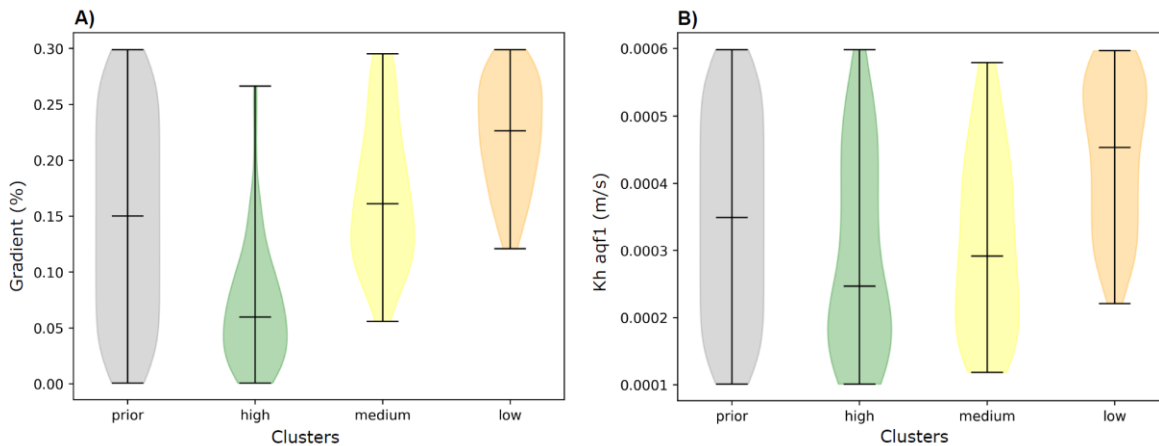 A)
Gradient (%)
0.30
0.25
0.20
0.15
0.10
0.05
0.00
prior
high
medium
low
Clusters
B)
Kh aqf1 (m/s)
0.0006
0.0005
0.0004
0.0003
0.0002
0.0001
prior
high
medium
low
Clusters